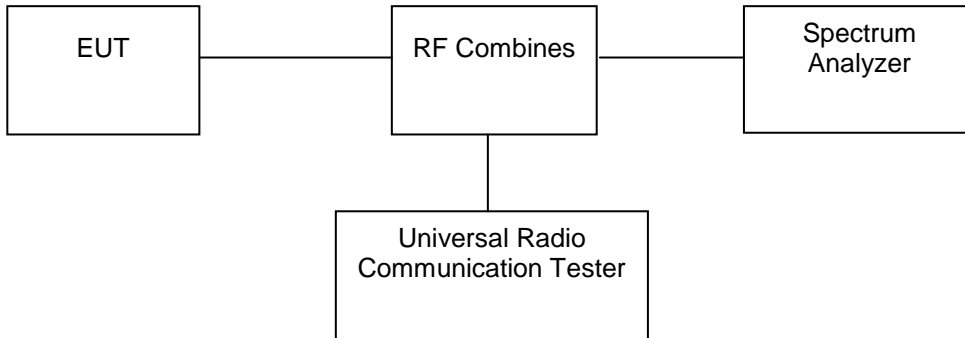 EUT
RF Combines
Spectrum
Analyzer
Universal Radio
Communication Tester